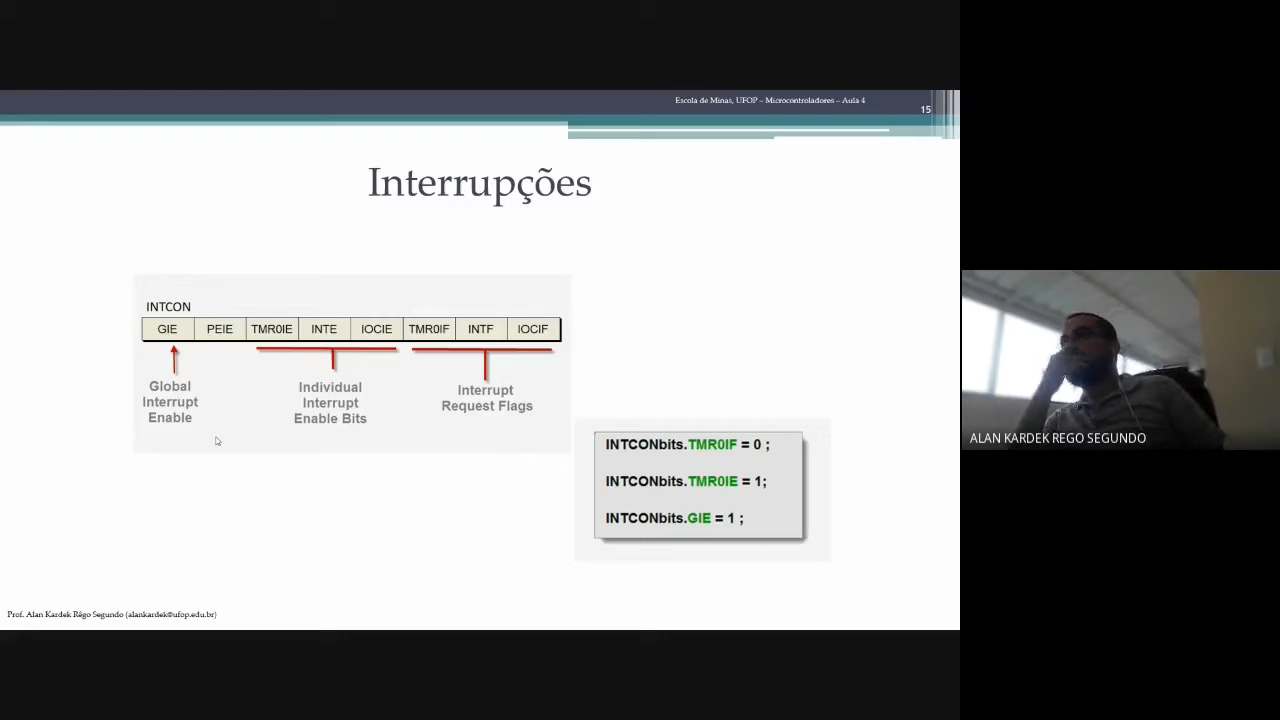 Escola de Minas, UFOP – Microcontroladores – Aula 4
15
Interrupções
INTCON
GIE PEIE TMR0IE INTE IOCIE TMR0IF INTF IOCIF
Global
Interrupt
Enable
Individual
Interrupt
Enable Bits
Interrupt
Request Flags
INTCONbits.TMR0IF = 0 ;
INTCONbits.TMR0IE = 1;
INTCONbits.GIE = 1 ;
ALAN KARDEK REGO SEGUNDO
Prof. Alan Kardek Rêgo Segundo (alankardek@ufop.edu.br)